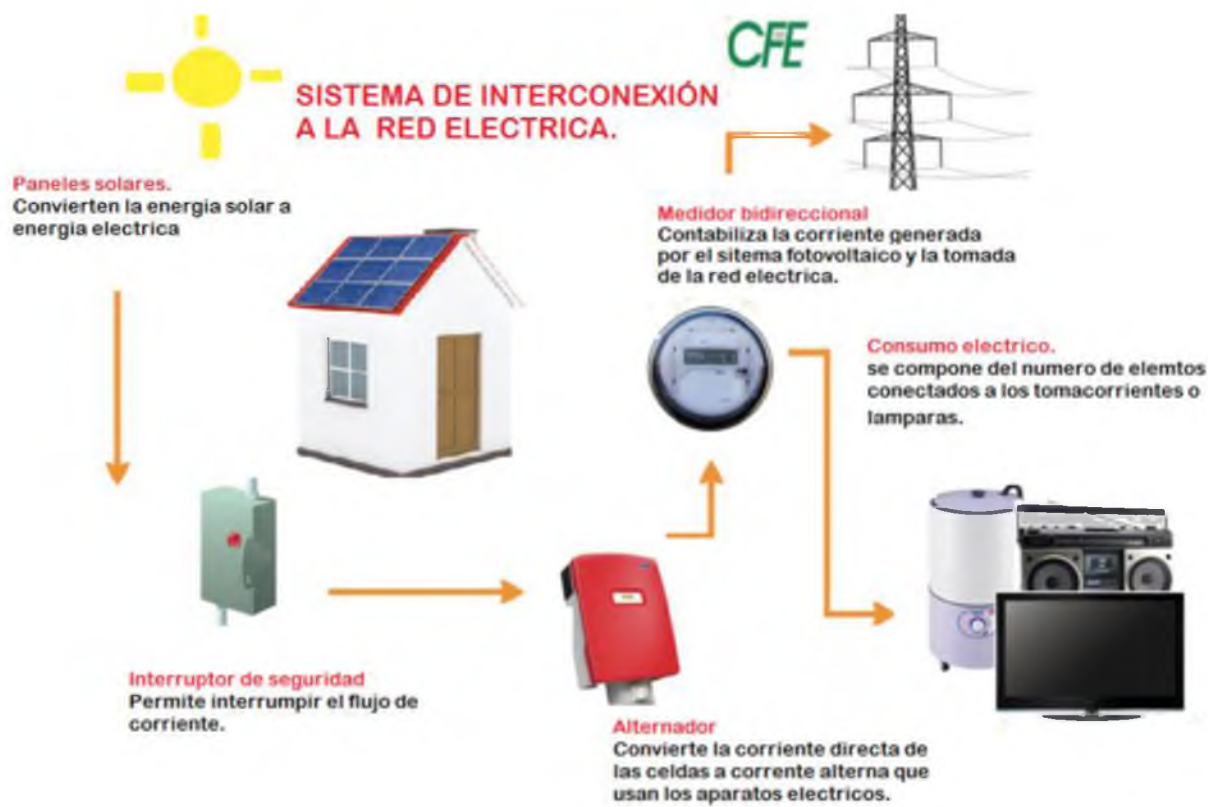 CFE
SISTEMA DE INTERCONEXIÓN
A LA RED ELECTRICA.
Paneles solares.
Convierten la energia solar a
energia electrica
Medidor bidireccional
Contabiliza la corriente generada
por el sitema fotovoltaico y la tomada
de la red electrica.
Consumo electrico.
se compone del numero de elemtos
conectados a los tomacorrientes o
lamparas.
Interruptor de seguridad
Permite interrumpir el flujo de
corriente.
Alternador
Convierte la corriente directa de
las celdas a corrente alterna que
usan los aparatos electricos.